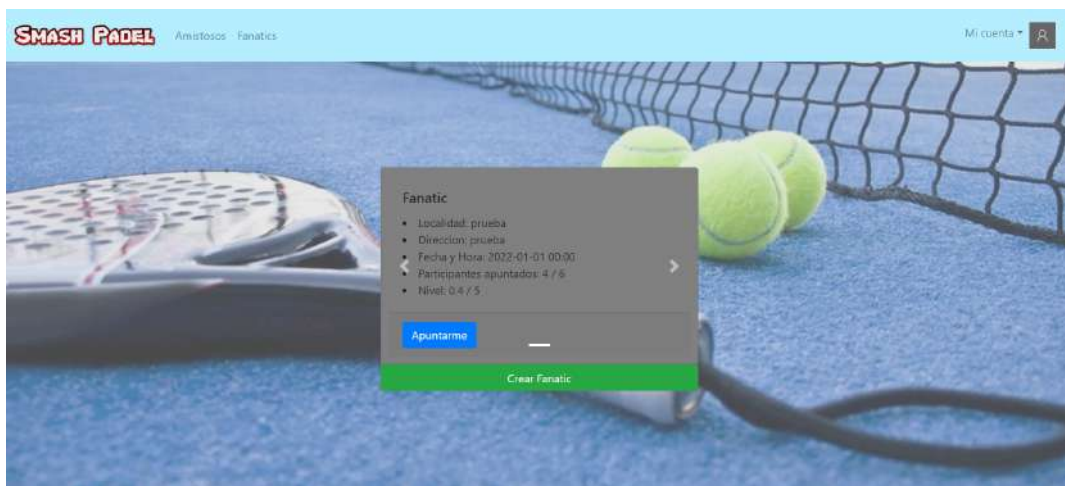 SMASH PADEL Amistosos Fanatics Mi cuenta
Fanatic
Localidad: prueba
Direccion: prueba
Fecha y Hora: 2022-01-01 00:00
Participantes apuntados: 4 / 6
Nivel: 0.4 / 5
Apuntarme
Crear Fanatic